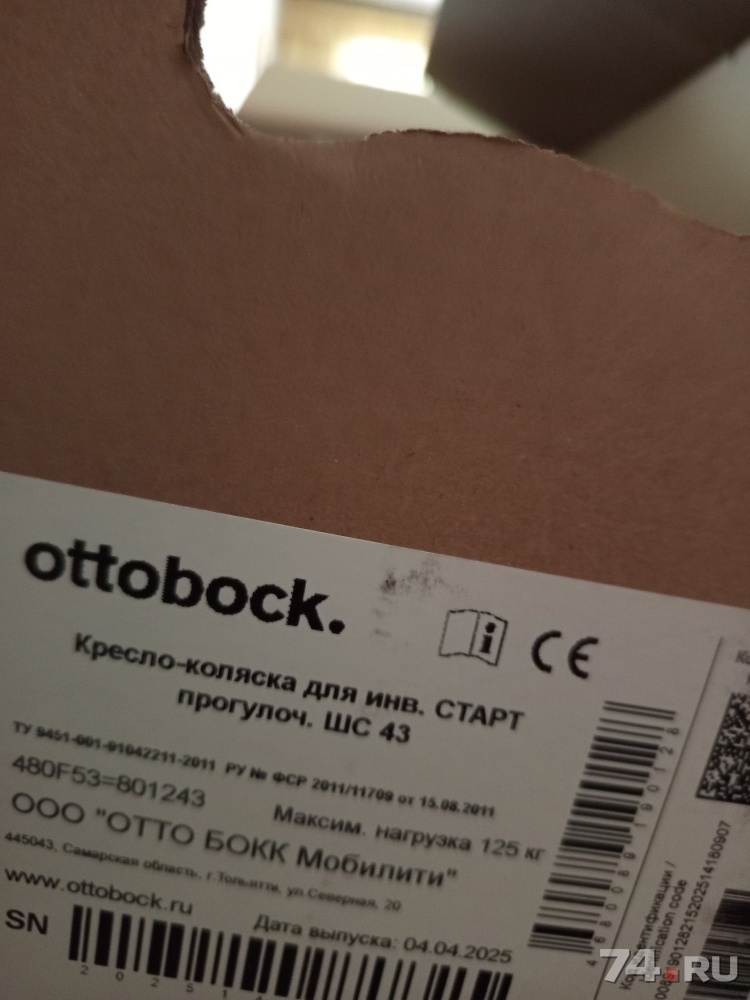 ottobock.
CE
Кресло-коляска для инв. СТАРТ
прогулоч. ШС 43
ТУ 9451-001-91042211-2011 РУ № ФСР 2011/11709 от 15.08.2011
480F53=801243
Максим. нагрузка 125 кг
ООО "ОТТО БОКК Мобилити"
445043, Самарская область, г.Тольятти, ул.Северная, 20
www.ottobock.ru
Дата выпуска: 04.04.2025
SN
74.RU